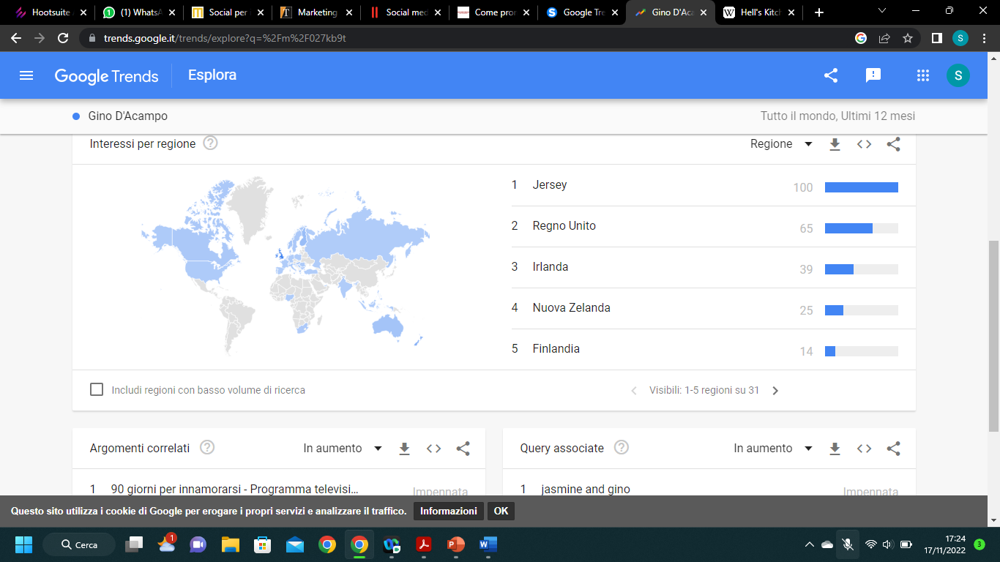 Hootsuite
(1) WhatsA
Social per
Marketing
Social med
Come pror
Google Tre
Gino D'Aca
Hell's Kitch
trends.google.it/trends/explore?q=%2Fm%2F027kb9t
S
Google Trends
Esplora
S
Gino D'Acampo
Tutto il mondo, Ultimi 12 mesi
Interessi per regione
Regione
1 Jersey 100
2 Regno Unito 65
3 Irlanda 39
4 Nuova Zelanda 25
5 Finlandia 14
Includi regioni con basso volume di ricerca
Visibili: 1-5 regioni su 31
Argomenti correlati
In aumento
1 90 giorni per innamorarsi - Programma televisi... Impennata
Query associate
In aumento
1 jasmine and gino Impennata
Questo sito utilizza i cookie di Google per erogare i propri servizi e analizzare il traffico.
Informazioni
OK
Cerca
1
17:24
17/11/2022
3